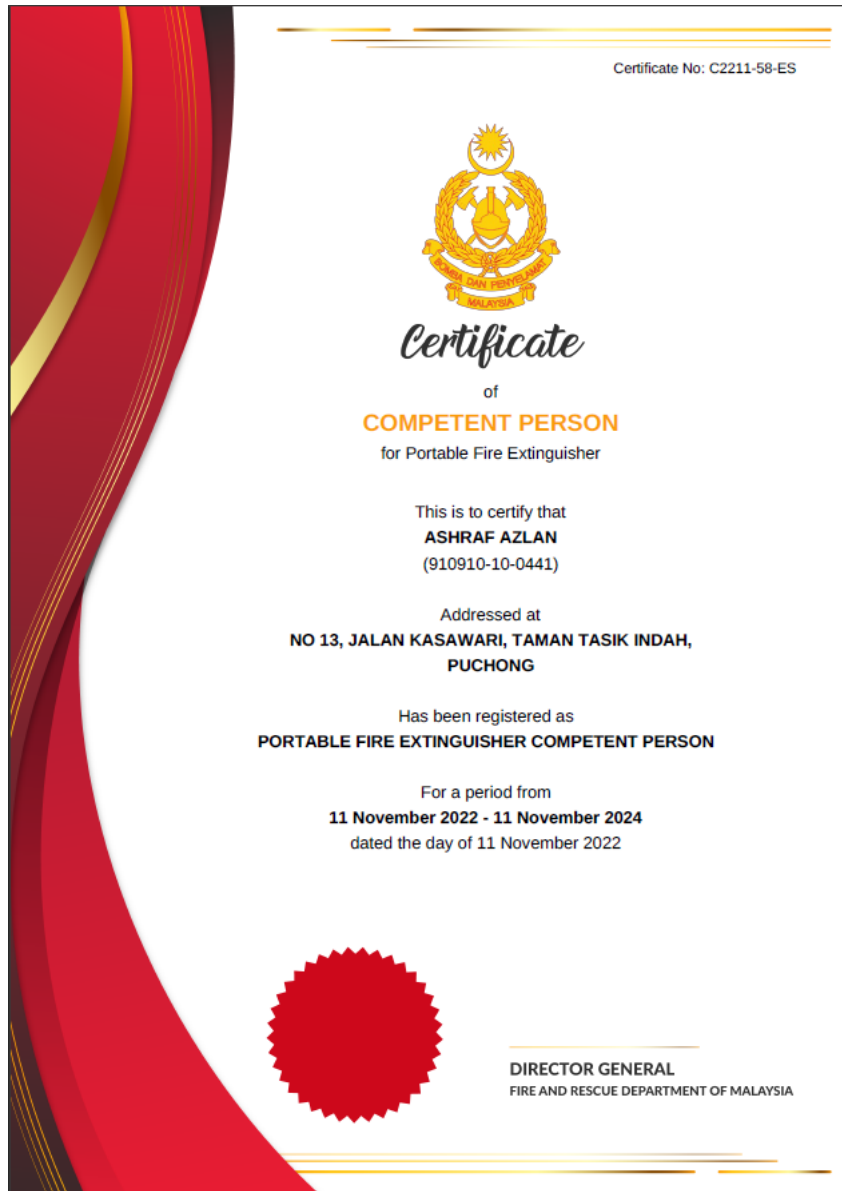 Certificate No: C2211-58-ES
BOMBA DAN PENYELAMAT
MALAYSIA
Certificate
of
COMPETENT PERSON
for Portable Fire Extinguisher
This is to certify that
ASHRAF AZLAN
(910910-10-0441)
Addressed at
NO 13, JALAN KASAWARI, TAMAN TASIK INDAH,
PUCHONG
Has been registered as
PORTABLE FIRE EXTINGUISHER COMPETENT PERSON
For a period from
11 November 2022 - 11 November 2024
dated the day of 11 November 2022
DIRECTOR GENERAL
FIRE AND RESCUE DEPARTMENT OF MALAYSIA